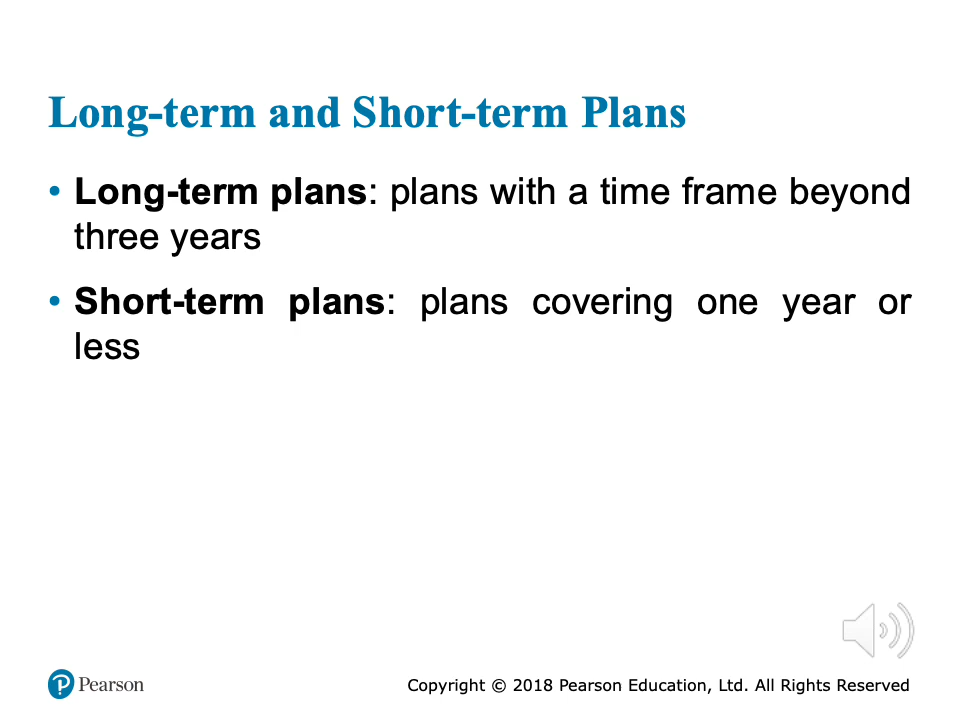 Long-term and Short-term Plans
• Long-term plans: plans with a time frame beyond
three years
• Short-term plans: plans covering one year or
less
Pearson
Copyright © 2018 Pearson Education, Ltd. All Rights Reserved